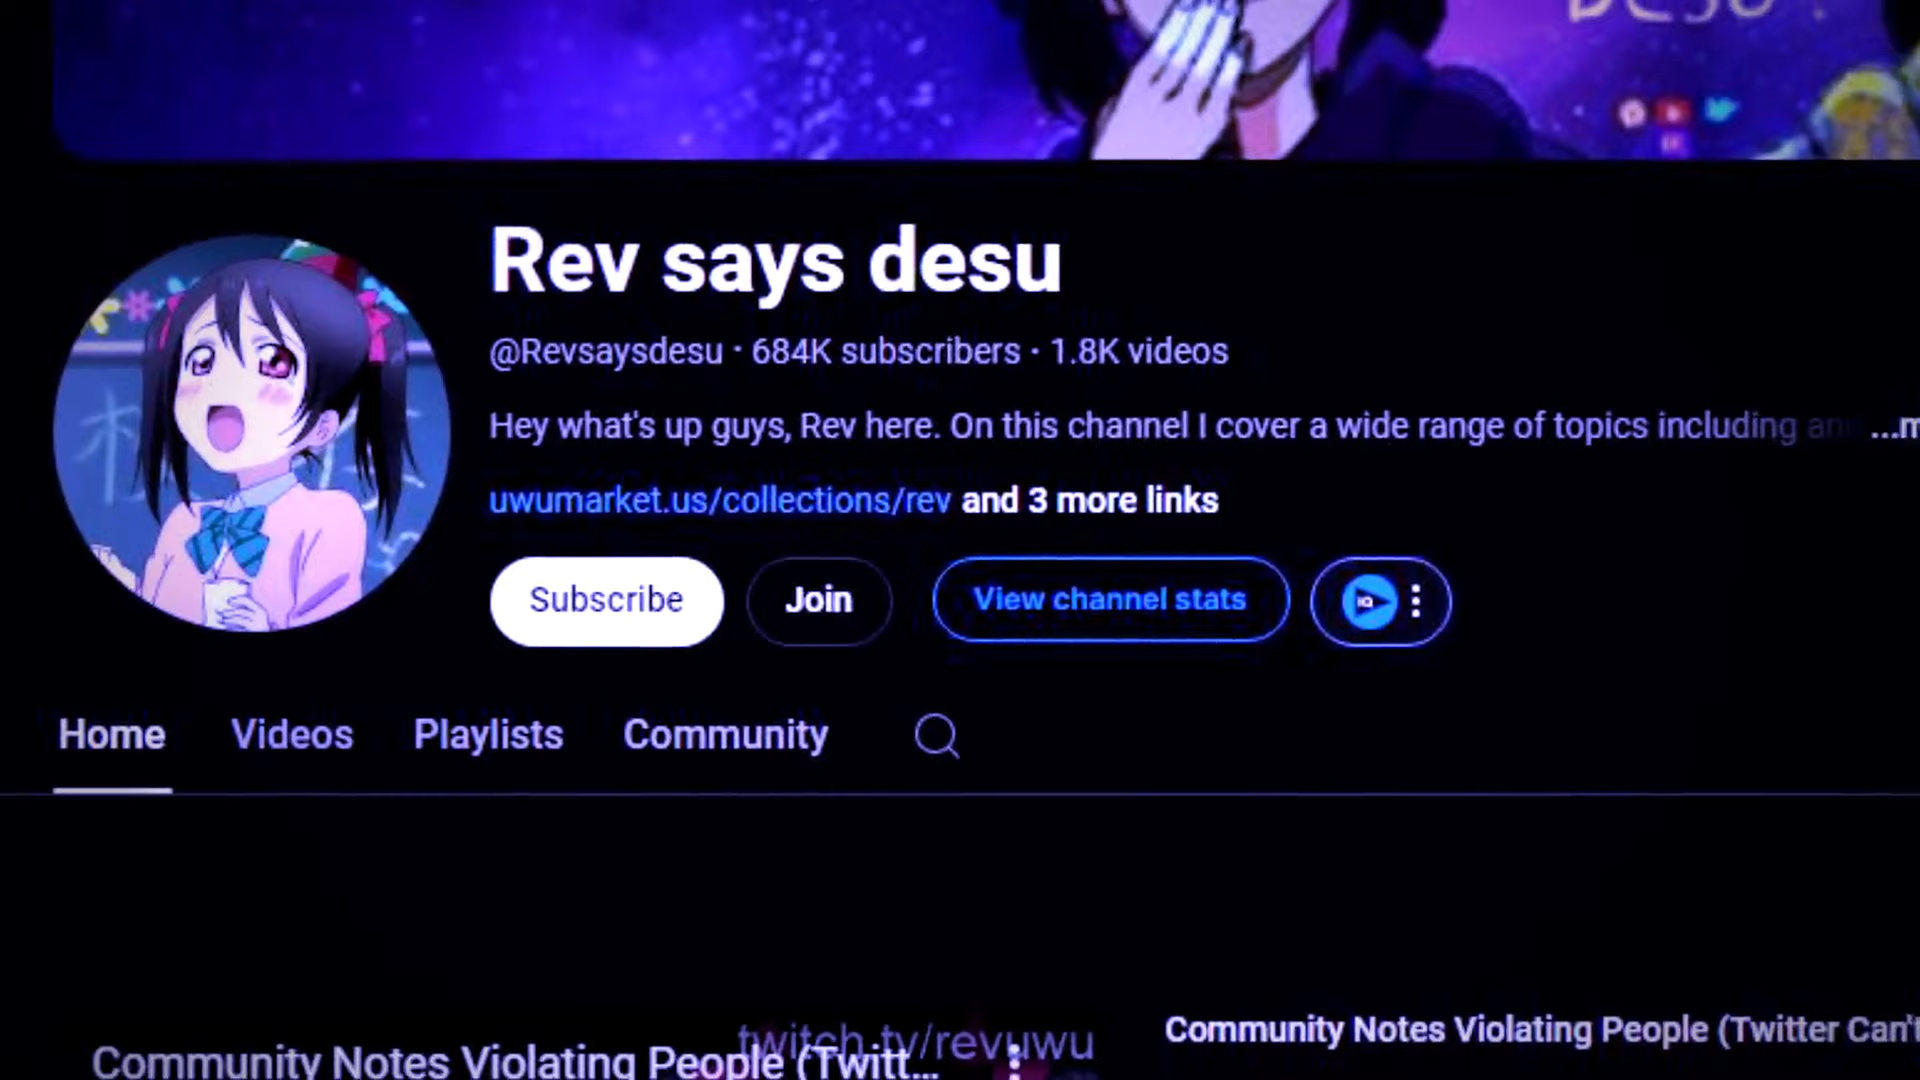 Rev says desu
@Revsaysdesu · 684K subscribers · 1.8K videos
Hey what's up guys, Rev here. On this channel I cover a wide range of topics including
uwumarket.us/collections/rev and 3 more links
Subscribe
Join
View channel stats
IQ
Home
Videos
Playlists
Community
twitch.tv/revuwu
Community Notes Violating People (Twitt...
Community Notes Violating People (Twitter Can't